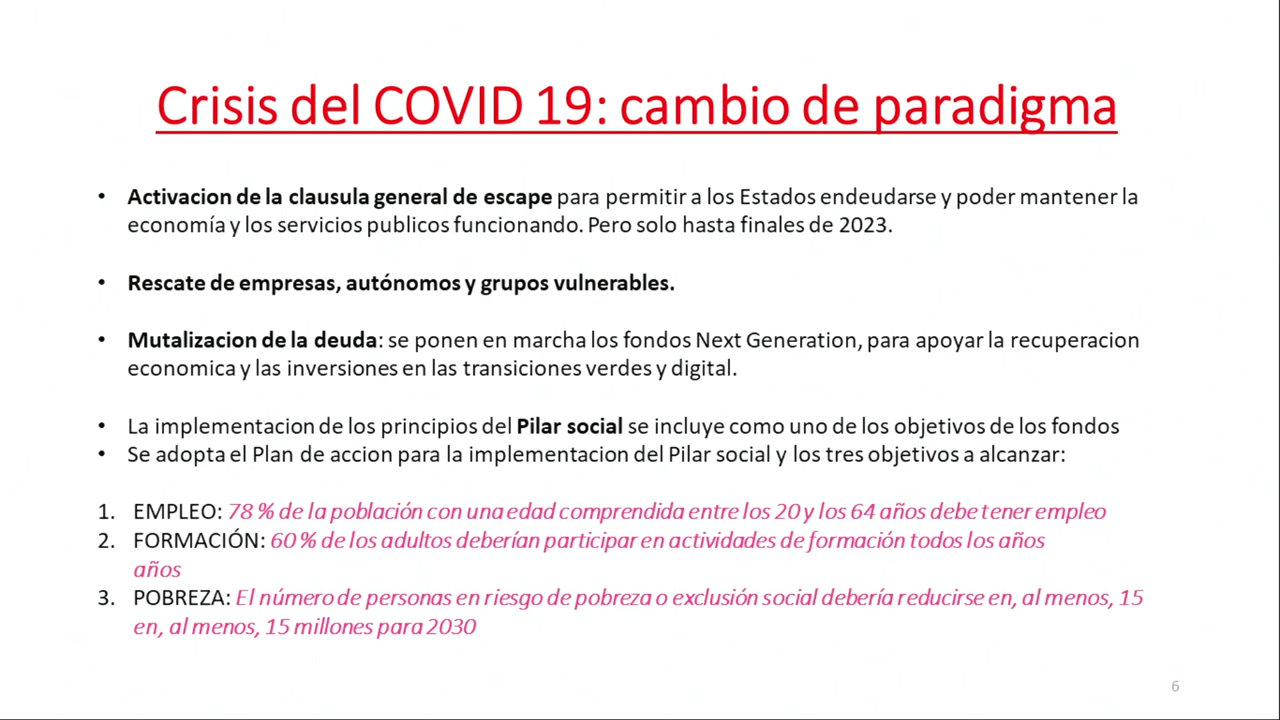 Crisis del COVID 19: cambio de paradigma
• Activacion de la clausula general de escape para permitir a los Estados endeudarse y poder mantener la
economía y los servicios publicos funcionando. Pero solo hasta finales de 2023.
• Rescate de empresas, autónomos y grupos vulnerables.
• Mutalizacion de la deuda: se ponen en marcha los fondos Next Generation, para apoyar la recuperacion
economica y las inversiones en las transiciones verdes y digital.
• La implementacion de los principios del Pilar social se incluye como uno de los objetivos de los fondos
• Se adopta el Plan de accion para la implementacion del Pilar social y los tres objetivos a alcanzar:
1. EMPLEO: 78 % de la población con una edad comprendida entre los 20 y los 64 años debe tener empleo
2. FORMACIÓN: 60 % de los adultos deberían participar en actividades de formación todos los años
años
3. POBREZA: El número de personas en riesgo de pobreza o exclusión social debería reducirse en, al menos, 15
en, al menos, 15 millones para 2030
6